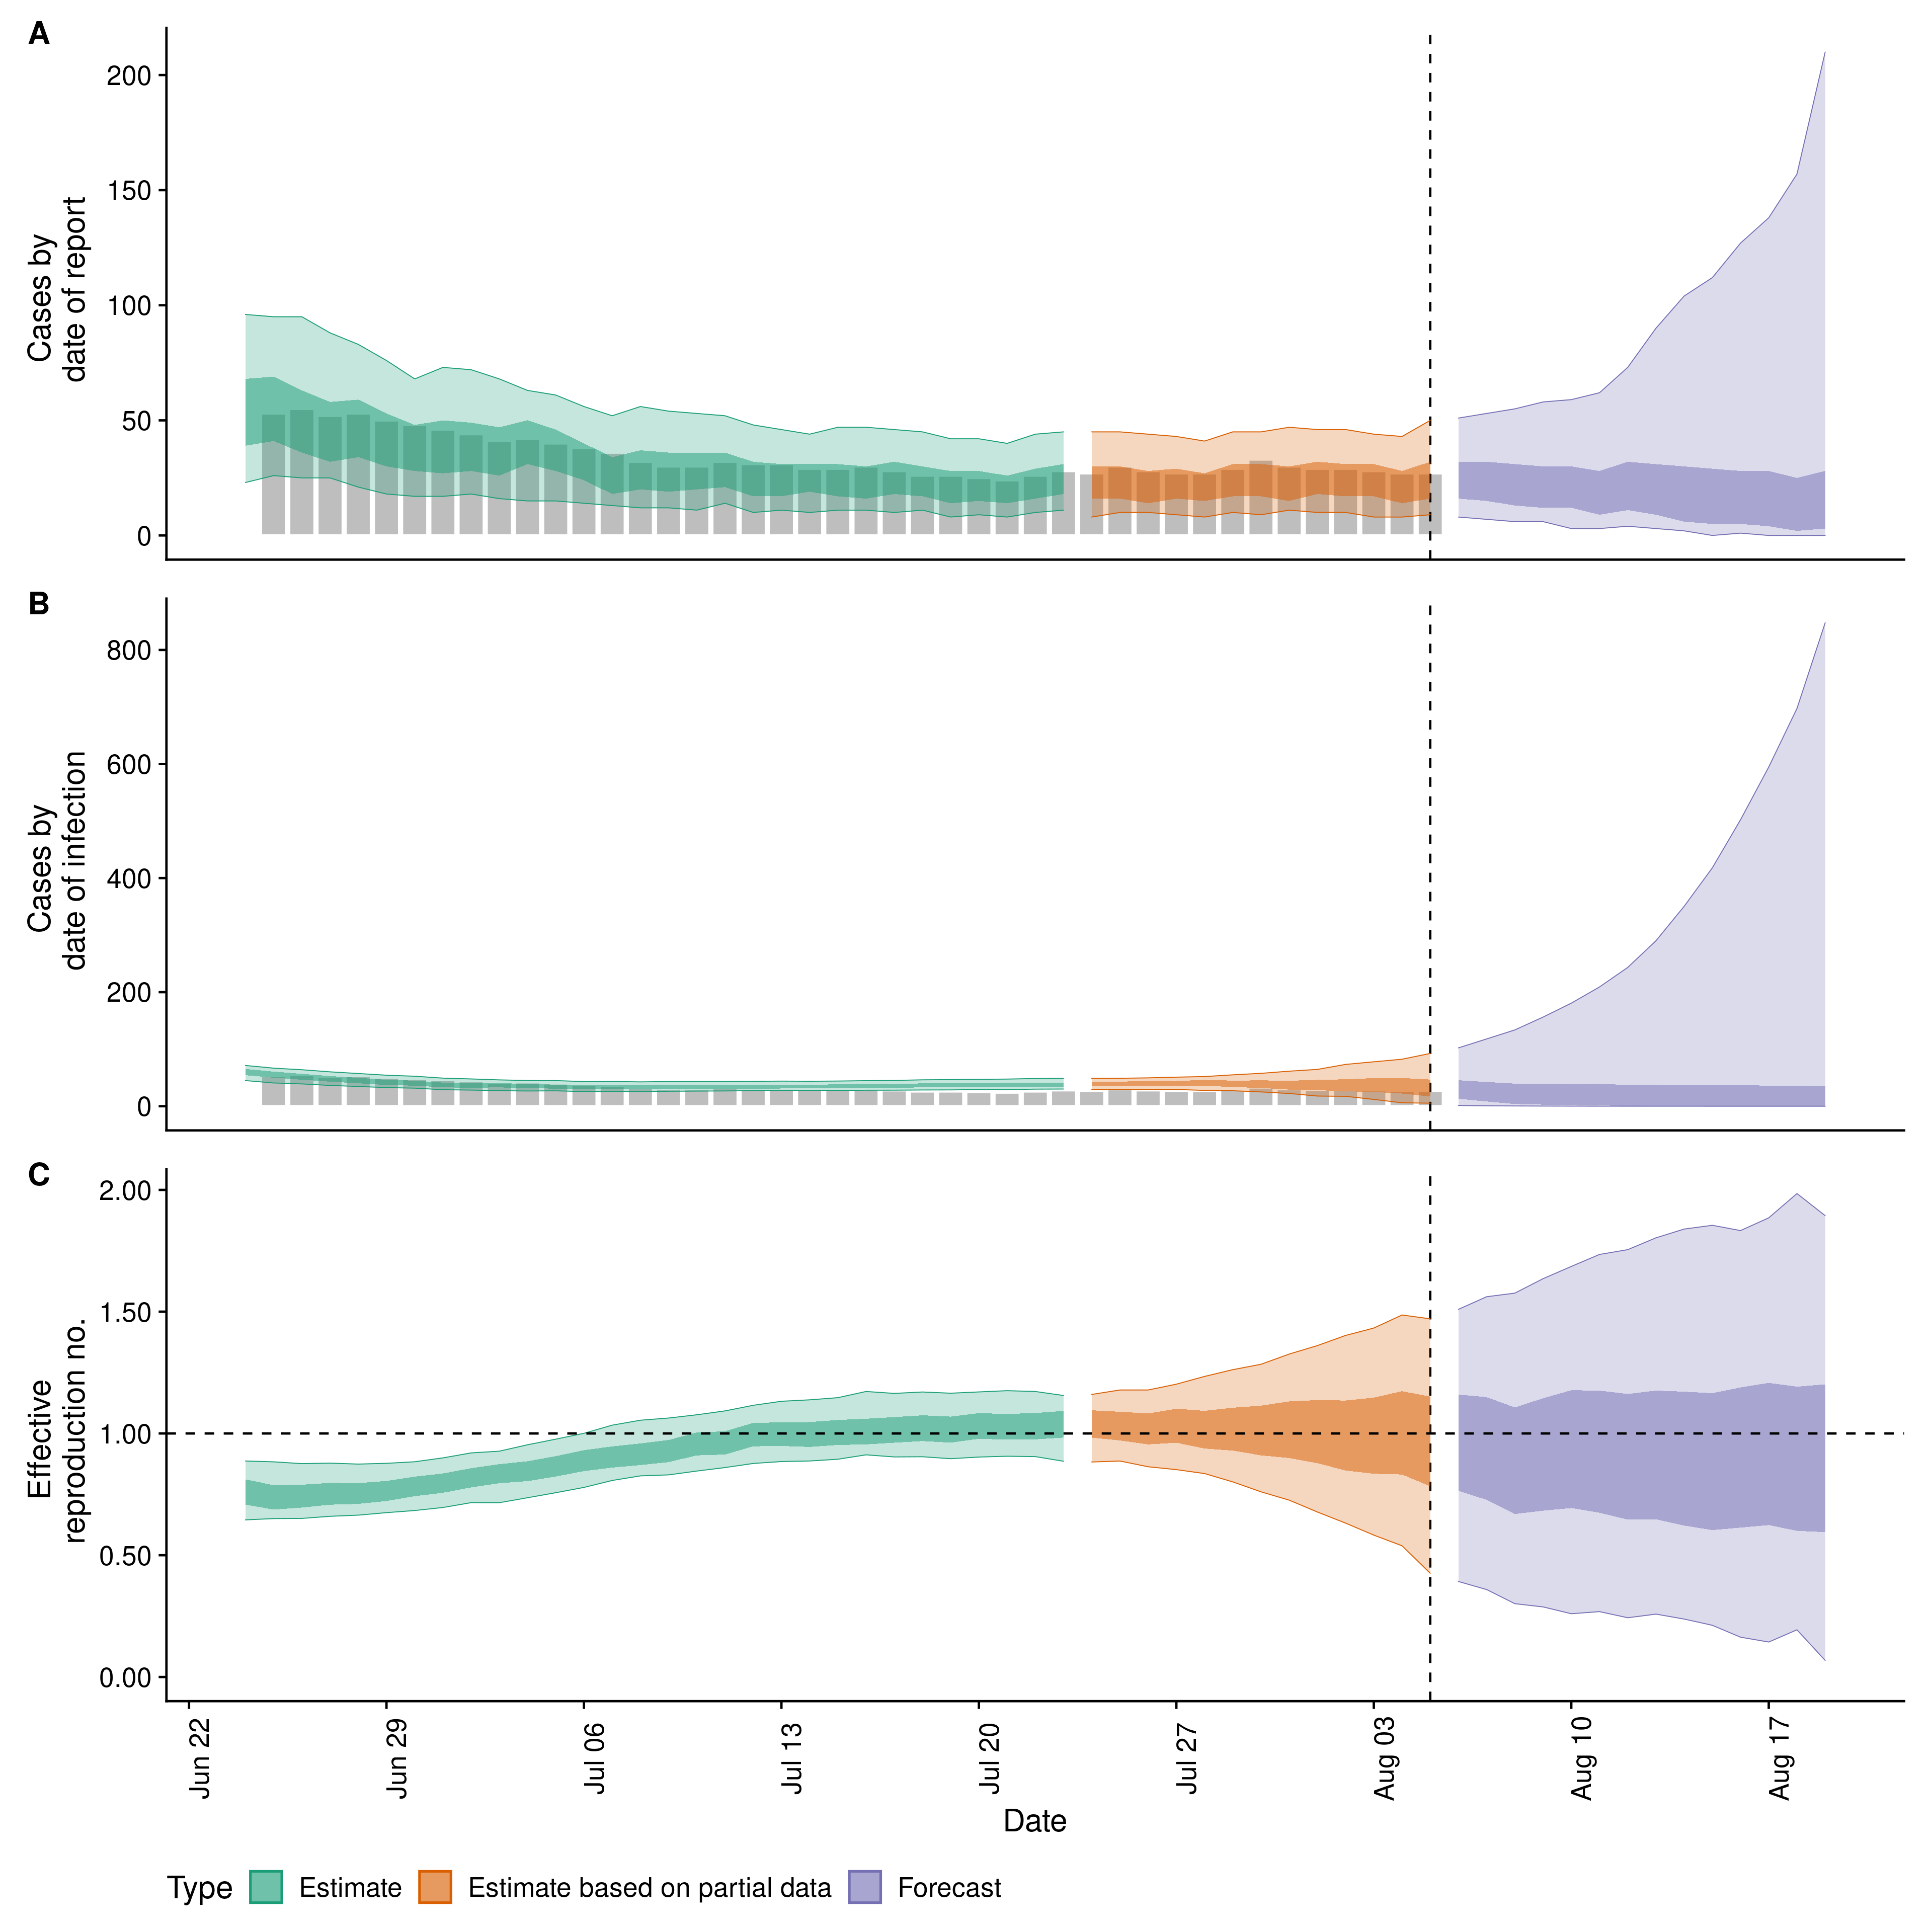 A
200
150
100
50
0
Cases by
date of report
B
800
600
400
200
0
Cases by
date of infection
C
2.00
1.50
1.00
0.50
0.00
Effective
reproduction no.
Jun 22
Jun 29
Jul 06
Jul 13
Jul 20
Jul 27
Aug 03
Aug 10
Aug 17
Date
Type
Estimate
Estimate based on partial data
Forecast